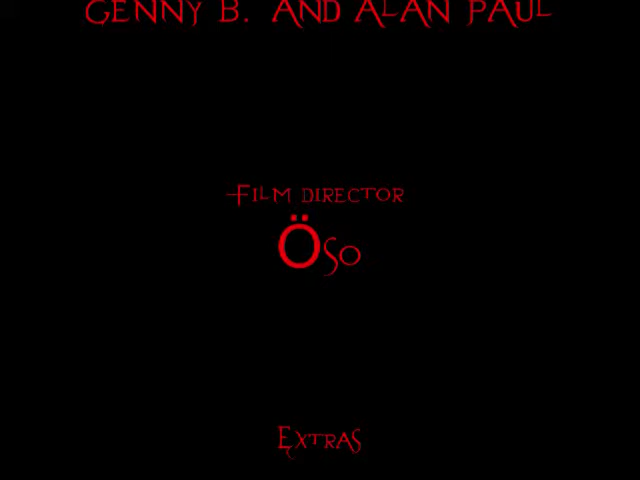 GENNY B. AND ALAN PAUL
FILM DIRECTOR
Öso
EXTRAS